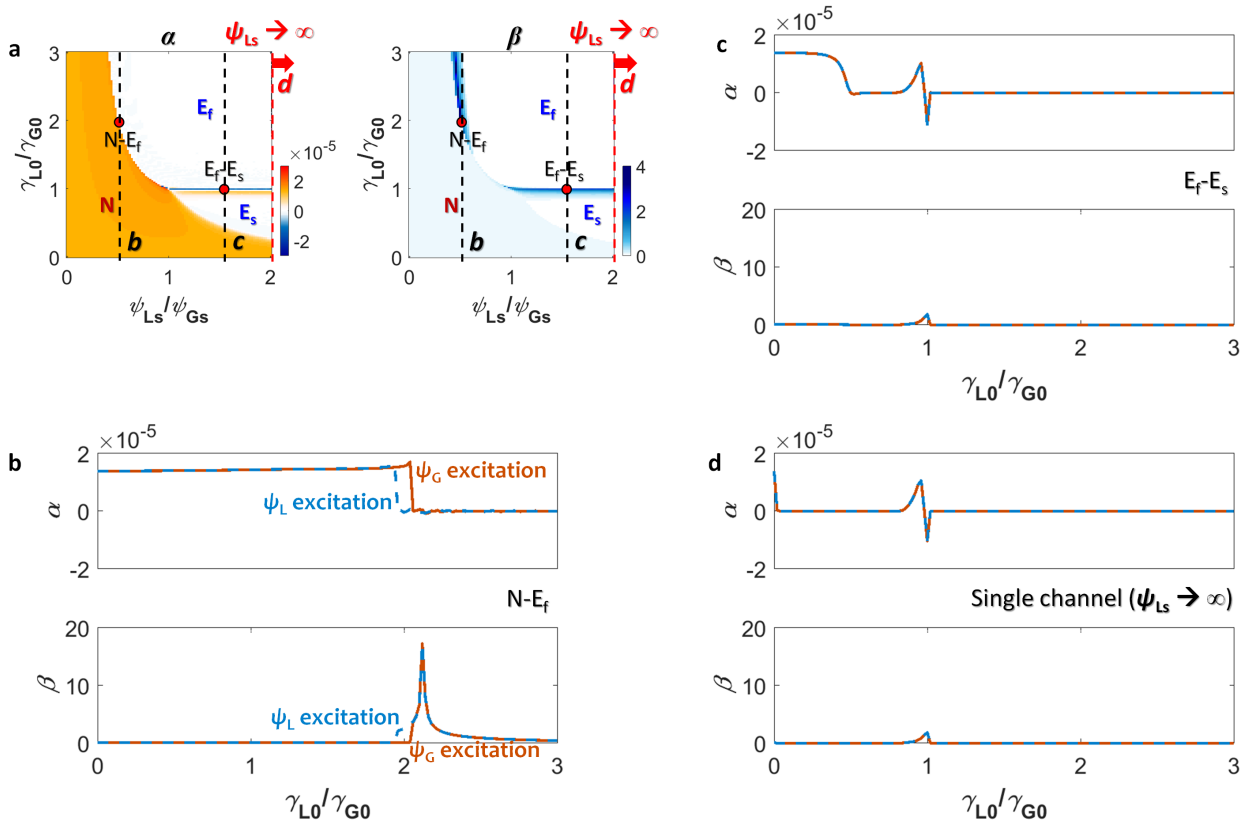 a
α
ψLs → ∞
3
2
1
0
γL0/γG0
Ef
N-Ef
Ef-Es
N
Es
b
c
d
0 1 2
ψLs/ψGs
× 10-5
2
0
-2
β
ψLs → ∞
3
2
1
0
γL0/γG0
Ef
N-Ef
Ef-Es
N
Es
b
c
d
0 1 2
ψLs/ψGs
4
2
0
c
×10-5
2
0
-2
α
Ef-Es
20
10
0
β
0 1 2 3
γL0/γG0
b
×10-5
2
0
-2
α
ψG excitation
ψL excitation
N-Ef
20
10
0
β
ψL excitation
ψG excitation
0 1 2 3
γL0/γG0
d
×10-5
2
0
-2
α
Single channel (ψLs → ∞)
20
10
0
β
0 1 2 3
γL0/γG0